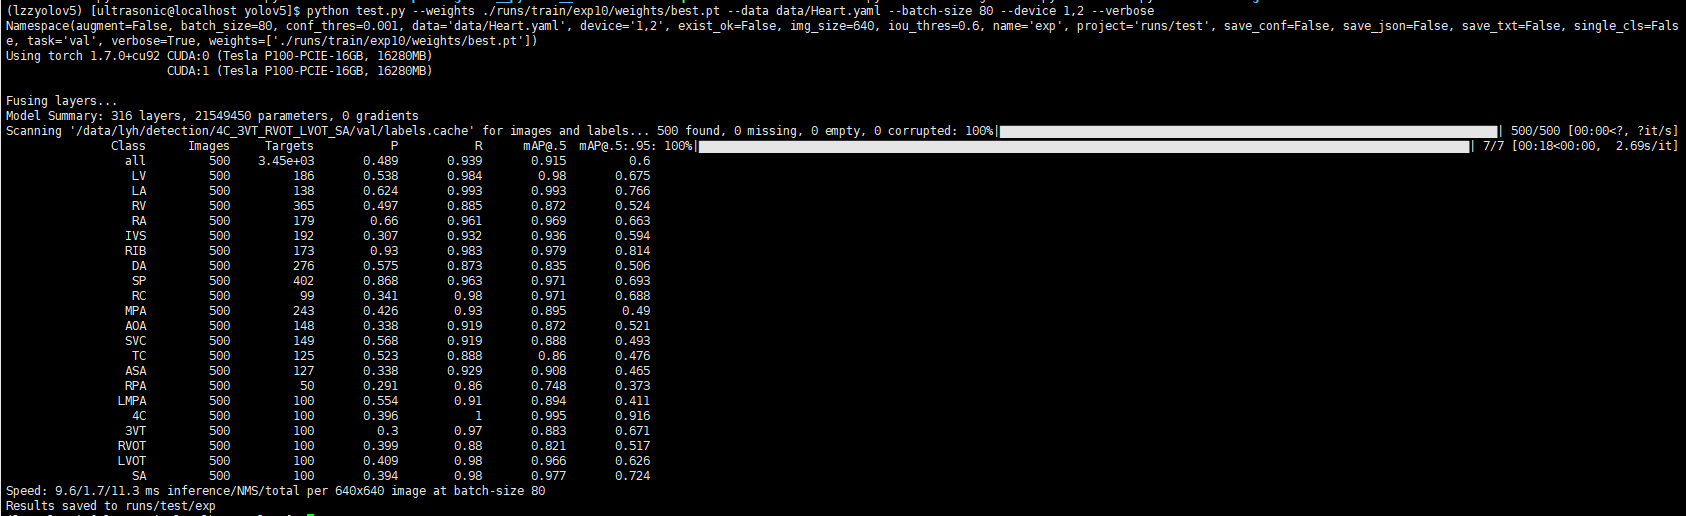 (lzzyolov5) [ultrasonic@localhost yolov5]$ python test.py --weights ./runs/train/exp10/weights/best.pt --data data/Heart.yaml --batch-size 80 --device 1,2 --verbose
Namespace(augment=False, batch_size=80, conf_thres=0.001, data='data/Heart.yaml', device='1,2', exist_ok=False, img_size=640, iou_thres=0.6, name='exp', project='runs/test', save_conf=False, save_json=False, save_txt=False, single_cls=Fals
e, task='val', verbose=True, weights=['./runs/train/exp10/weights/best.pt'])
Using torch 1.7.0+cu92 CUDA:0 (Tesla P100-PCIE-16GB, 16280MB)
CUDA:1 (Tesla P100-PCIE-16GB, 16280MB)
Fusing layers...
Model Summary: 316 layers, 21549450 parameters, 0 gradients
Scanning '/data/lyh/detection/4C_3VT_RVOT_LVOT_SA/val/labels.cache' for images and labels... 500 found, 0 missing, 0 empty, 0 corrupted: 100%| | 500/500 [00:00<?, ?it/s]
Class Images Targets P R mAP@.5 mAP@.5:.95: 100%| | 7/7 [00:18<00:00, 2.69s/it]
all 500 3.45e+03 0.489 0.939 0.915 0.6
LV 500 186 0.538 0.984 0.98 0.675
LA 500 138 0.624 0.993 0.993 0.766
RV 500 365 0.497 0.885 0.872 0.524
RA 500 179 0.66 0.961 0.969 0.663
IVS 500 192 0.307 0.932 0.936 0.594
RIB 500 173 0.93 0.983 0.979 0.814
DA 500 276 0.575 0.873 0.835 0.506
SP 500 402 0.868 0.963 0.971 0.693
RC 500 99 0.341 0.98 0.971 0.688
MPA 500 243 0.426 0.93 0.895 0.49
AOA 500 148 0.338 0.919 0.872 0.521
SVC 500 149 0.568 0.919 0.888 0.493
TC 500 125 0.523 0.888 0.86 0.476
ASA 500 127 0.338 0.929 0.908 0.465
RPA 500 50 0.291 0.86 0.748 0.373
LMPA 500 100 0.554 0.91 0.894 0.411
4C 500 100 0.396 1 0.995 0.916
3VT 500 100 0.3 0.97 0.883 0.671
RVOT 500 100 0.399 0.88 0.821 0.517
LVOT 500 100 0.409 0.98 0.966 0.626
SA 500 100 0.394 0.98 0.977 0.724
Speed: 9.6/1.7/11.3 ms inference/NMS/total per 640x640 image at batch-size 80
Results saved to runs/test/exp